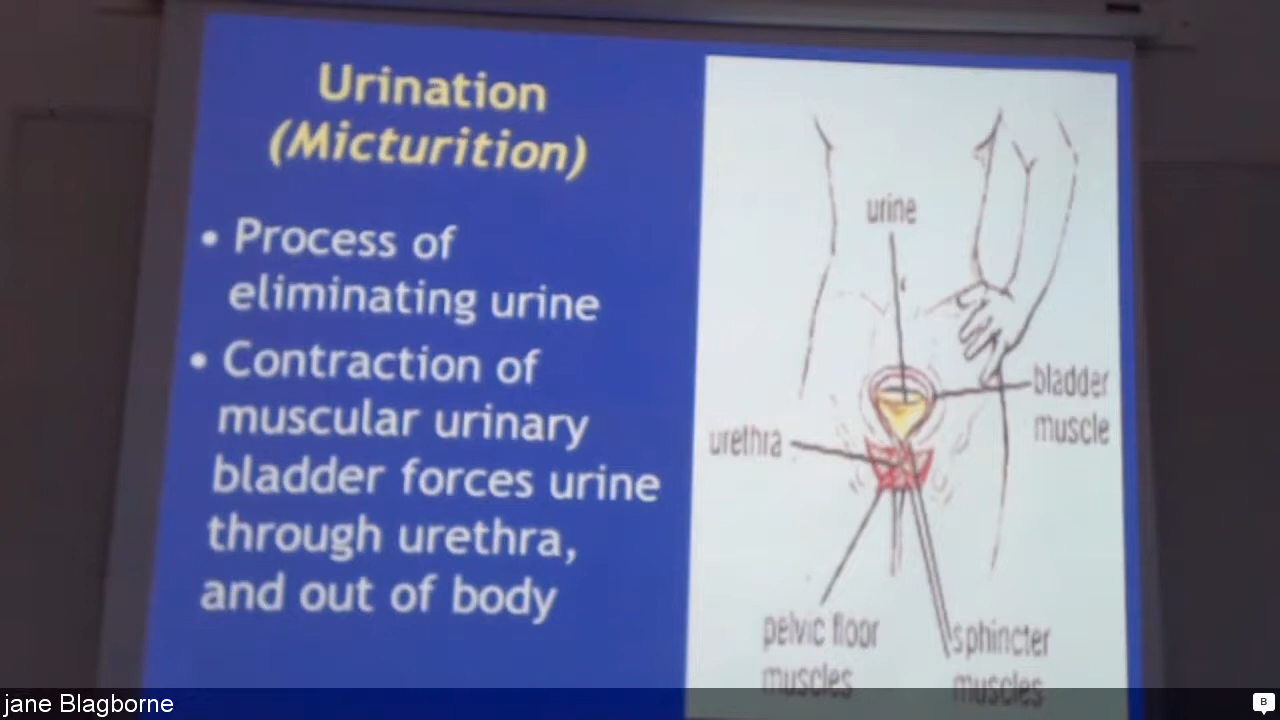 Urination
(Micturition)
• Process of
eliminating urine
• Contraction of
muscular urinary
bladder forces urine
through urethra,
and out of body
urine
bladder
muscle
urethra
pelvic floor
muscles
sphincter
muscles
jane Blagborne
B